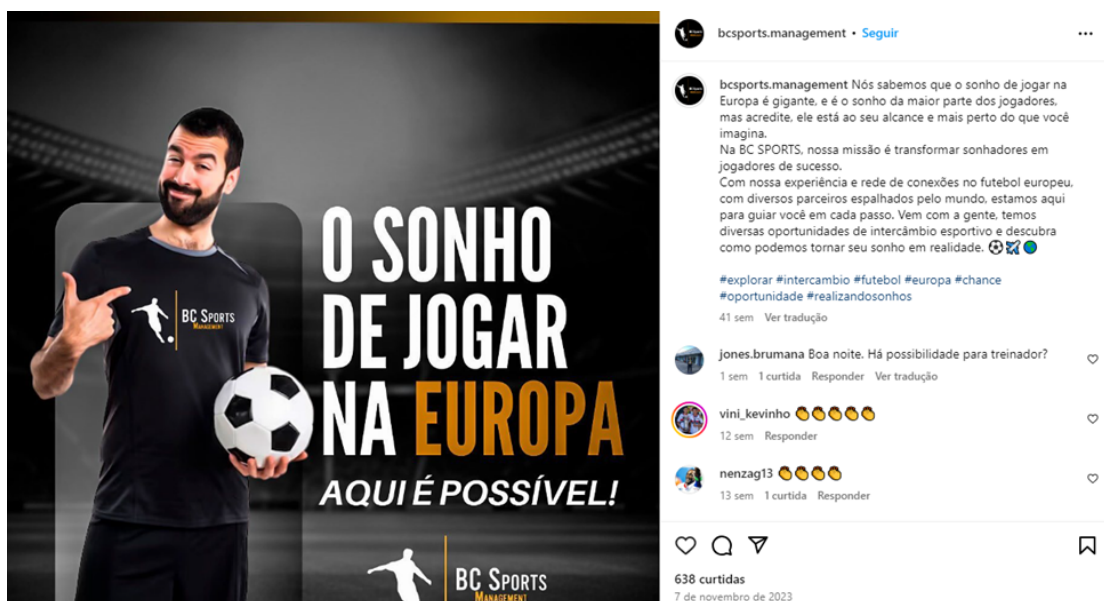 BC SPORTS
MANAGEMENT
O SONHO
DE JOGAR
NA EUROPA
AQUI É POSSÍVEL!
BC SPORTS
MANAGEMENT
bcsports.management • Seguir
bcsports.management Nós sabemos que o sonho de jogar na
Europa é gigante, e é o sonho da maior parte dos jogadores,
mas acredite, ele está ao seu alcance e mais perto do que você
imagina.
Na BC SPORTS, nossa missão é transformar sonhadores em
jogadores de sucesso.
Com nossa experiência e rede de conexões no futebol europeu,
com diversos parceiros espalhados pelo mundo, estamos aqui
para guiar você em cada passo. Vem com a gente, temos
diversas oportunidades de intercâmbio esportivo e descubra
como podemos tornar seu sonho em realidade. ⚽✈️🌎
#explorar #intercambio #futebol #europa #chance
#oportunidade #realizandosonhos
41 sem Ver tradução
jones.brumana Boa noite. Há possibilidade para treinador?
1 sem 1 curtida Responder Ver tradução
vini_kevinho 👏👏👏👏👏
12 sem Responder
nenzag13 👏👏👏👏
13 sem 1 curtida Responder
638 curtidas
7 de novembro de 2023